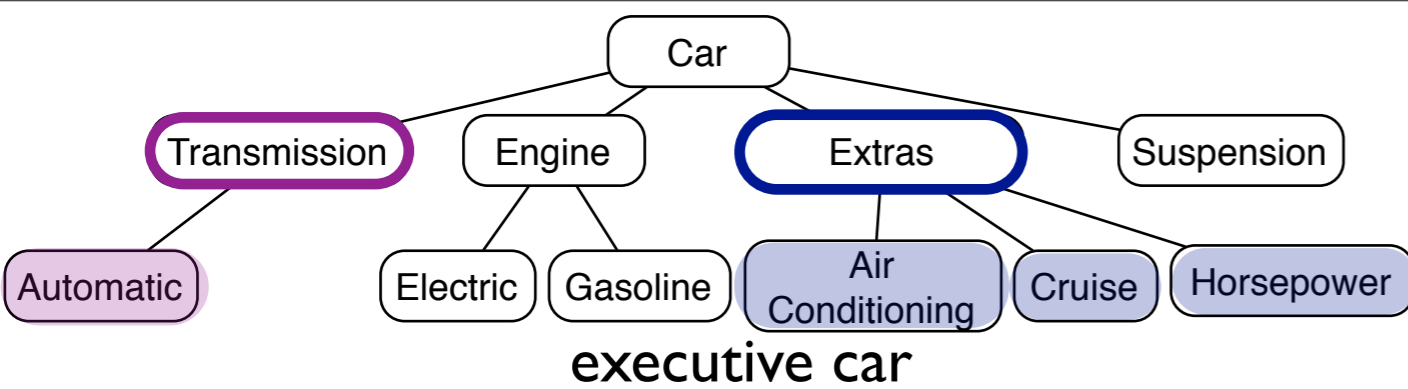 Car
Transmission
Engine
Extras
Suspension
Automatic
Electric
Gasoline
Air
Conditioning
Cruise
Horsepower
executive car